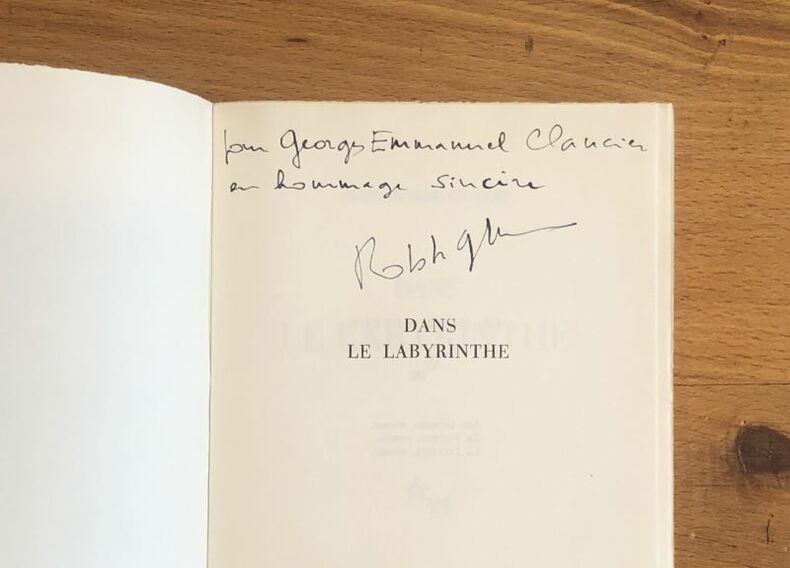 pour Georges Emmanuel Clancier
en hommage sincère
DANS
LE LABYRINTHE